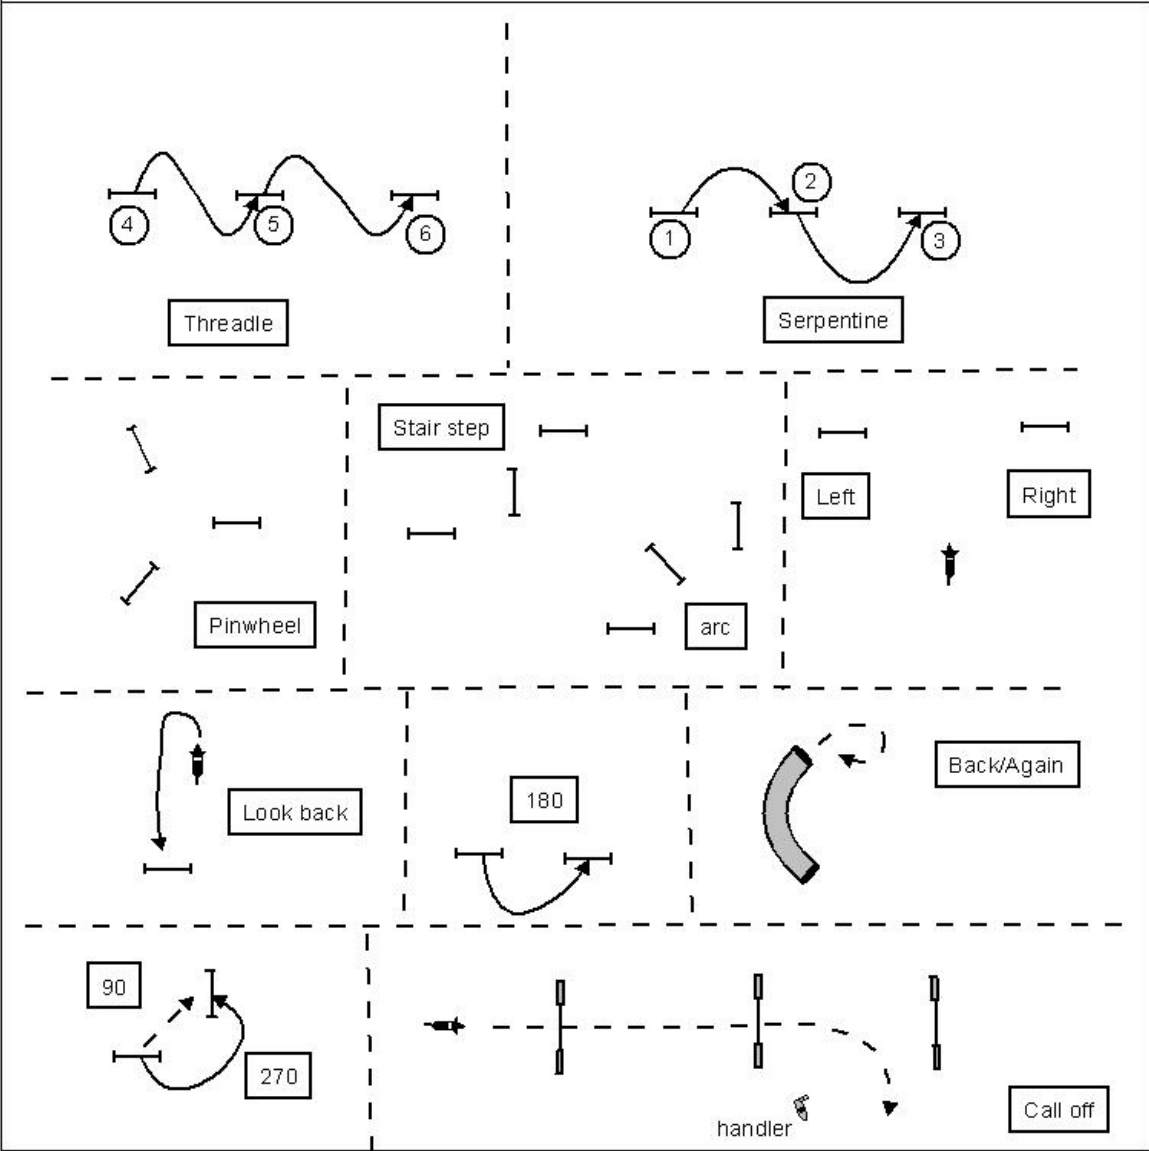 4
5
6
Threadle
1
2
3
Serpentine
Pinwheel
Stair step
arc
Left
Right
Look back
180
Back/Again
90
270
handler
Call off